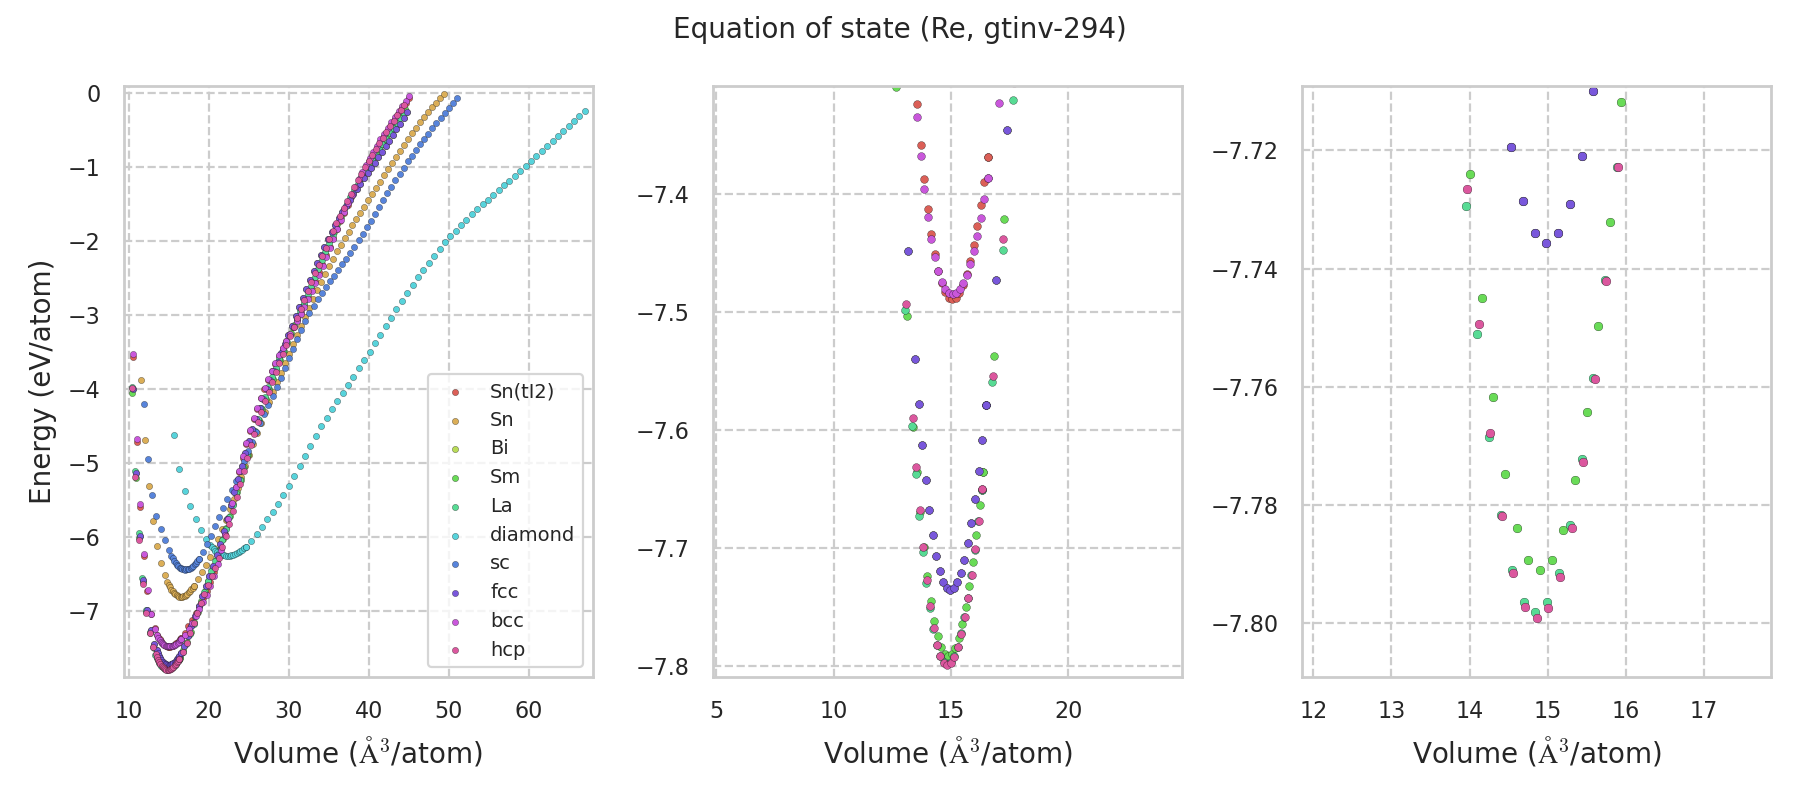 Equation of state (Re, gtinv-294)
Energy (eV/atom)
0
−1
−2
−3
−4
−5
−6
−7
10 20 30 40 50 60
Volume (Å³/atom)
Sn(tI2)
Sn
Bi
Sm
La
diamond
sc
fcc
bcc
hcp
−7.4
−7.5
−7.6
−7.7
−7.8
5 10 15 20
Volume (Å³/atom)
−7.72
−7.74
−7.76
−7.78
−7.80
12 13 14 15 16 17
Volume (Å³/atom)